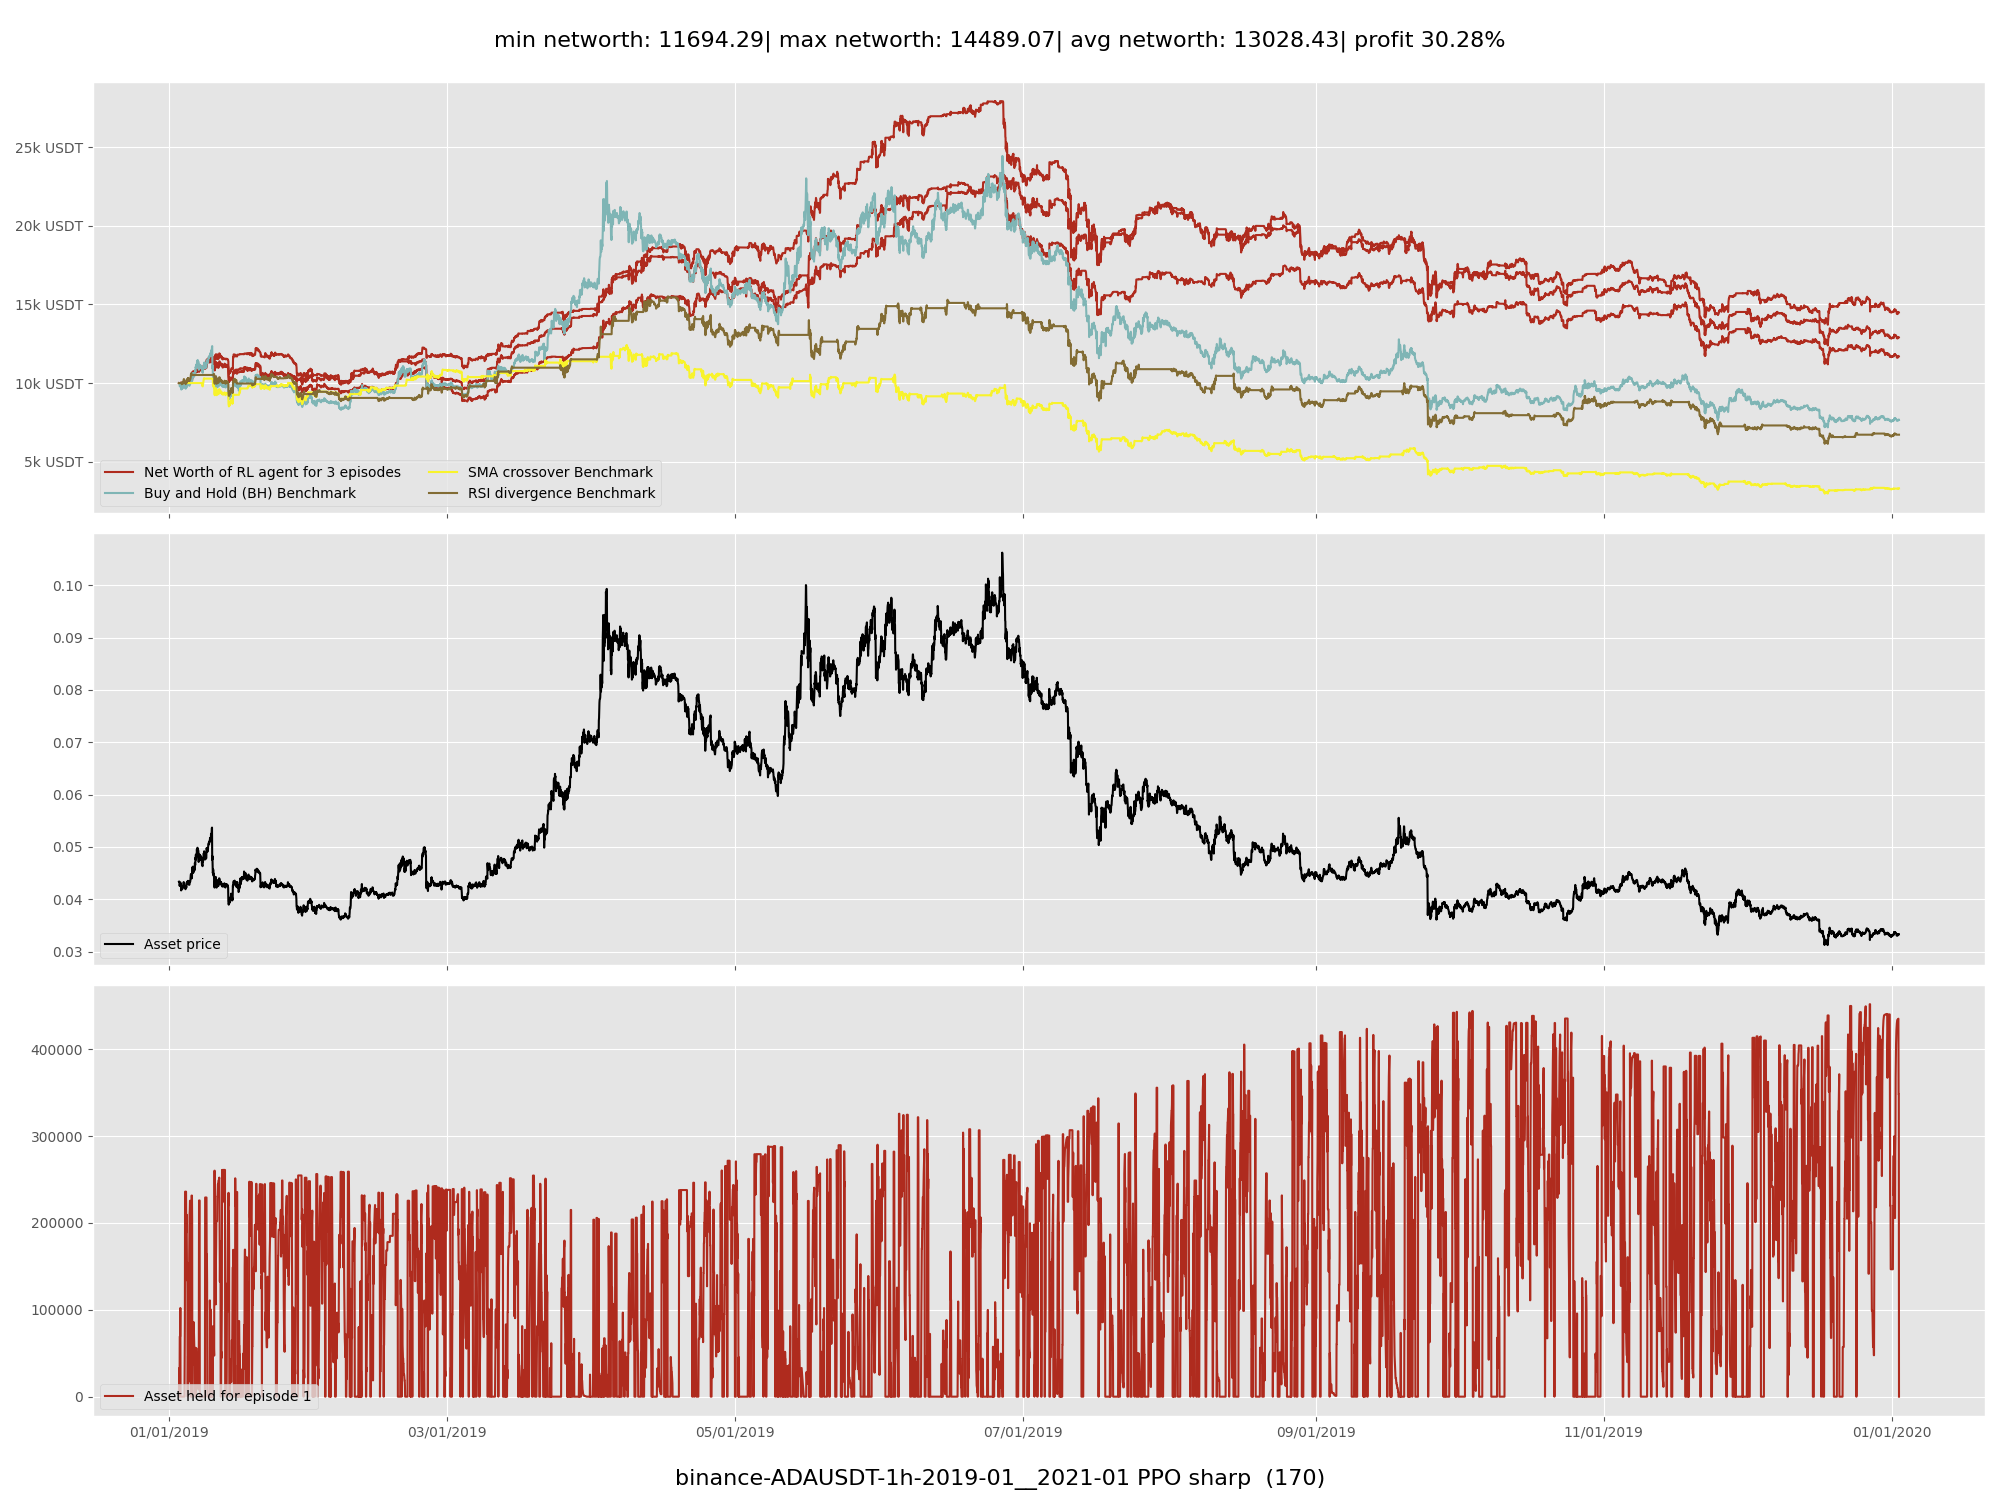 min networth: 11694.29| max networth: 14489.07| avg networth: 13028.43| profit 30.28%
25k USDT
20k USDT
15k USDT
10k USDT
5k USDT
Net Worth of RL agent for 3 episodes
Buy and Hold (BH) Benchmark
SMA crossover Benchmark
RSI divergence Benchmark
0.10
0.09
0.08
0.07
0.06
0.05
0.04
0.03
Asset price
400000
300000
200000
100000
0
Asset held for episode 1
01/01/2019 03/01/2019 05/01/2019 07/01/2019 09/01/2019 11/01/2019 01/01/2020
binance-ADAUSDT-1h-2019-01__2021-01 PPO sharp (170)